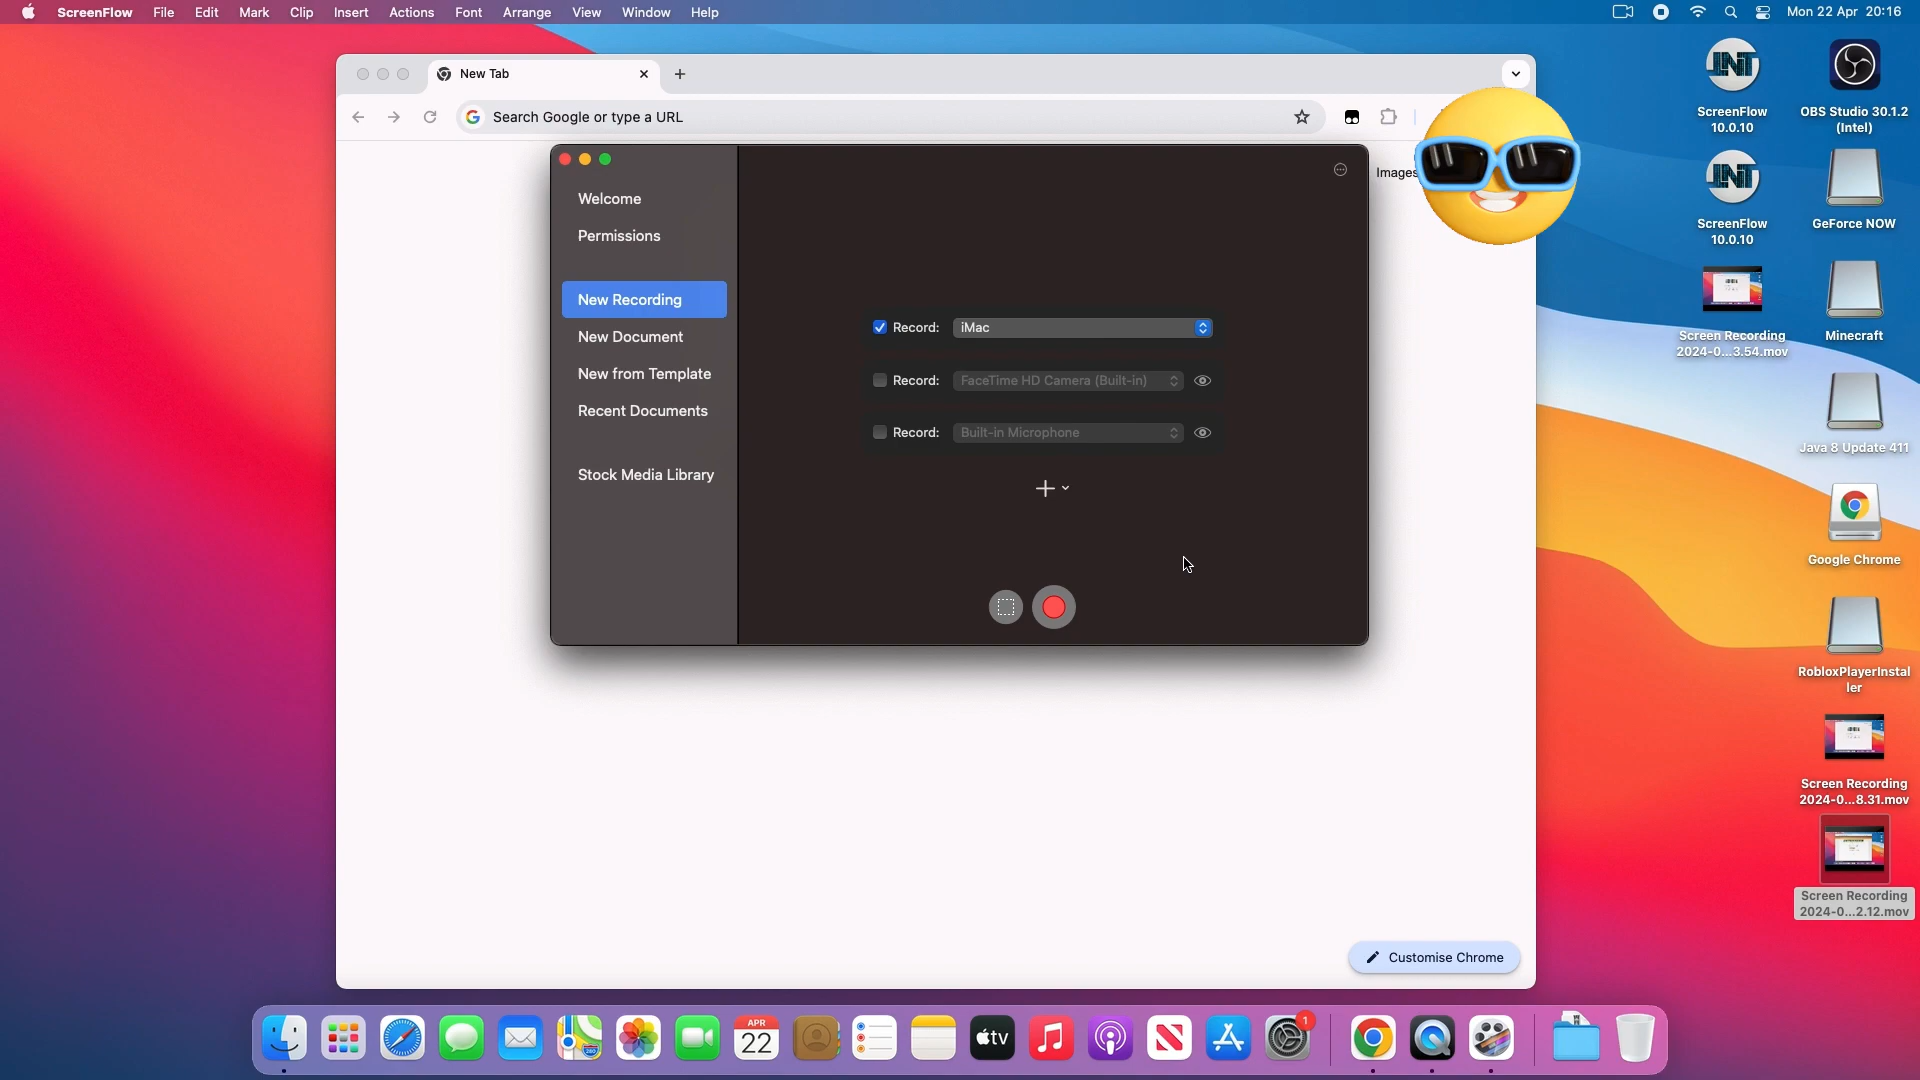 ScreenFlow File Edit Mark Clip Insert Actions Font Arrange View Window Help
Mon 22 Apr 20:16
New Tab
Search Google or type a URL
Images
Welcome
Permissions
New Recording
New Document
New from Template
Recent Documents
Stock Media Library
Record: iMac
Record: FaceTime HD Camera (Built-in)
Record: Built-in Microphone
Customise Chrome
INT
ScreenFlow
10.0.10
OBS Studio 30.1.2
(Intel)
INT
ScreenFlow
10.0.10
GeForce NOW
Screen Recording
2024-0...3.54.mov
Minecraft
Java 8 Update 411
Google Chrome
RobloxPlayerInstal
ler
Screen Recording
2024-0...8.31.mov
Screen Recording
2024-0...2.12.mov
APR
22
tv
1